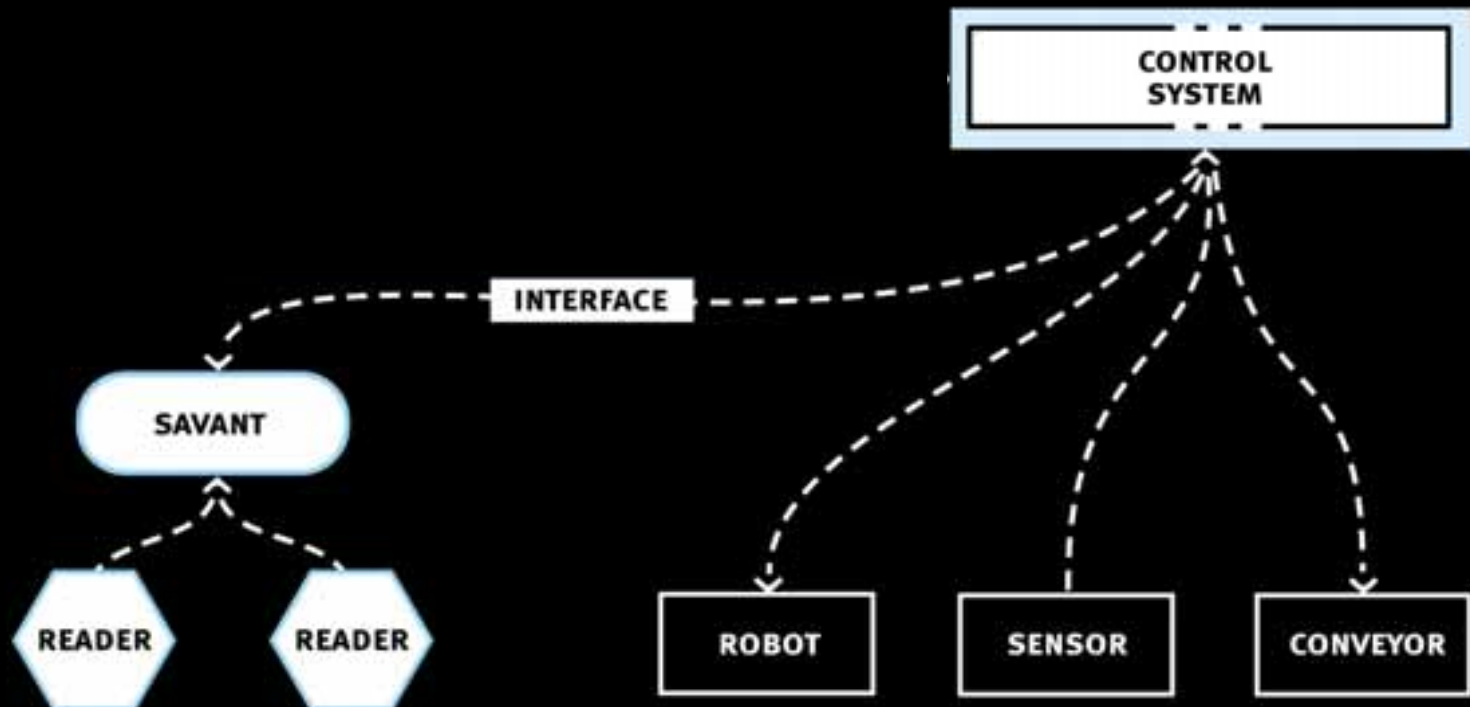 CONTROL
SYSTEM
INTERFACE
SAVANT
READER
READER
ROBOT
SENSOR
CONVEYOR